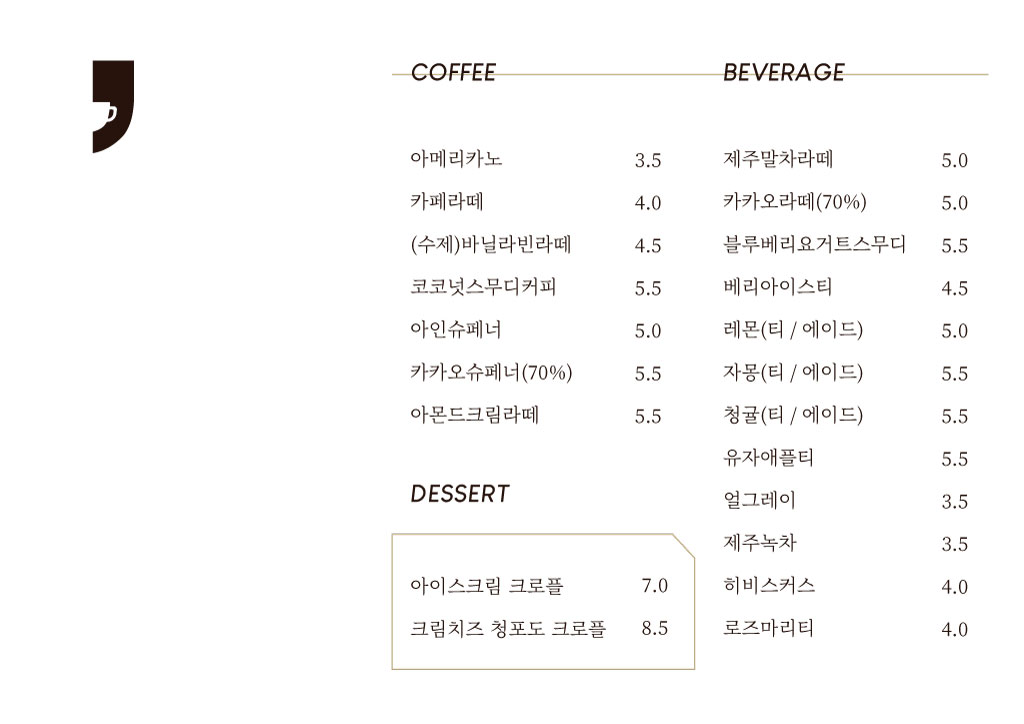 COFFEE
아메리카노 3.5
카페라떼 4.0
(수제)바닐라빈라떼 4.5
코코넛스무디커피 5.5
아인슈페너 5.0
카카오슈페너(70%) 5.5
아몬드크림라떼 5.5
DESSERT
아이스크림 크로플 7.0
크림치즈 청포도 크로플 8.5
BEVERAGE
제주말차라떼 5.0
카카오라떼(70%) 5.0
블루베리요거트스무디 5.5
베리아이스티 4.5
레몬(티 / 에이드) 5.0
자몽(티 / 에이드) 5.5
청귤(티 / 에이드) 5.5
유자애플티 5.5
얼그레이 3.5
제주녹차 3.5
히비스커스 4.0
로즈마리티 4.0